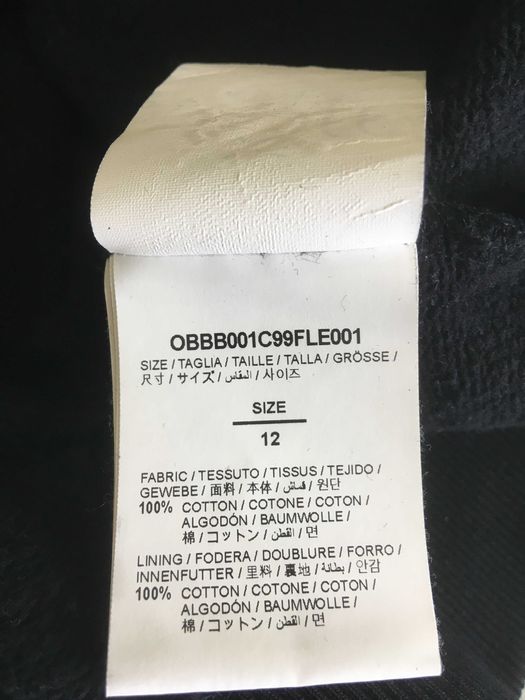 OBBB001C99FLE001
SIZE / TAGLIA / TAILLE / TALLA / GRÖSSE /
尺寸 / サイズ / المقاس / 사이즈
SIZE
12
FABRIC / TESSUTO / TISSUS / TEJIDO /
GEWEBE / 面料 / 本体 / قماش / 원단
100% COTTON / COTONE / COTON /
ALGODÓN / BAUMWOLLE /
棉 / コットン / القطن / 면
LINING / FODERA / DOUBLURE / FORRO /
INNENFUTTER / 里料 / 裏地 / بطانة / 안감
100% COTTON / COTONE / COTON /
ALGODÓN / BAUMWOLLE /
棉 / コットン / القطن / 면